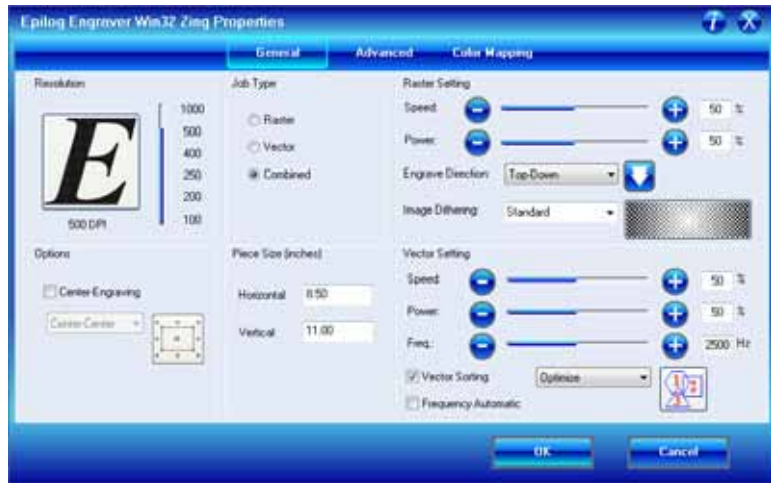 Epilog Engraver Win32 Zing Properties
General
Advanced
Color Mapping
Resolution
1000
500
400
250
200
100
E
500 DPI
Job Type
Raster
Vector
Combined
Raster Setting
Speed:
50 %
Power:
50 %
Engrave Direction:
Top-Down
Image Dithering:
Standard
Options
Center-Engraving
Center-Center
Piece Size (inches)
Horizontal
8.50
Vertical
11.00
Vector Setting
Speed:
50 %
Power:
50 %
Freq.:
2500 Hz
Vector Sorting:
Optimize
Frequency Automatic
OK
Cancel